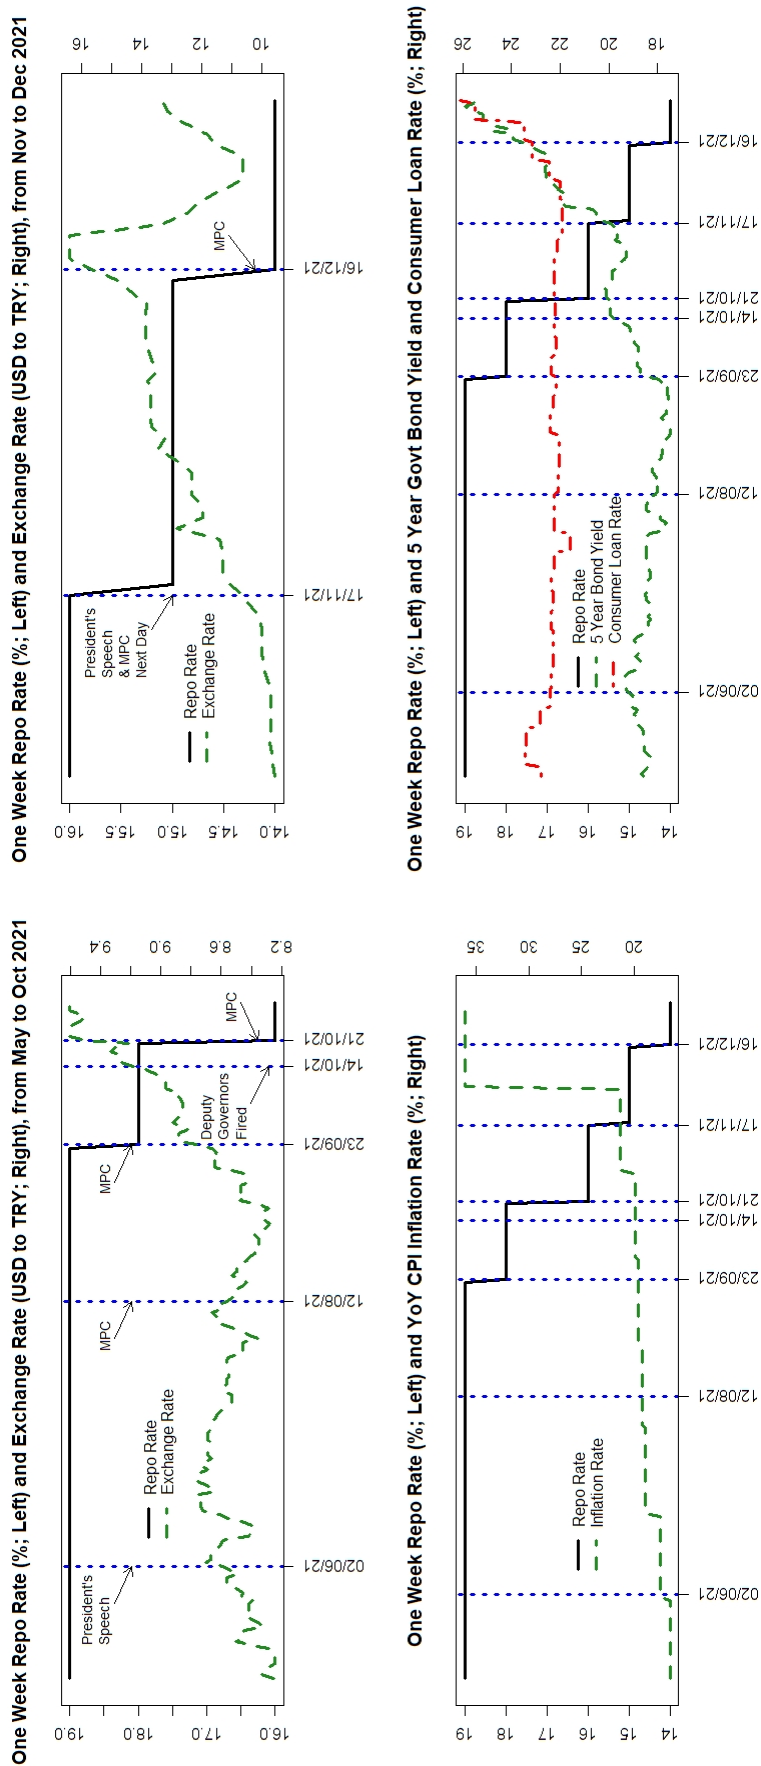 One Week Repo Rate (%; Left) and Exchange Rate (USD to TRY; Right), from May to Oct 2021
19.0
18.0
17.0
16.0
9.4
9.0
8.6
8.2
President's
Speech
MPC
MPC
Deputy
Governors
Fired
MPC
Repo Rate
Exchange Rate
02/06/21
12/08/21
23/09/21
14/10/21
21/10/21
One Week Repo Rate (%; Left) and Exchange Rate (USD to TRY; Right), from Nov to Dec 2021
16.0
15.5
15.0
14.5
14.0
16
14
12
10
President's
Speech
& MPC
Next Day
MPC
Repo Rate
Exchange Rate
17/11/21
16/12/21
One Week Repo Rate (%; Left) and YoY CPI Inflation Rate (%; Right)
19
18
17
16
15
14
35
30
25
20
Repo Rate
Inflation Rate
02/06/21
12/08/21
23/09/21
14/10/21
21/10/21
17/11/21
16/12/21
One Week Repo Rate (%; Left) and 5 Year Govt Bond Yield and Consumer Loan Rate (%; Right)
19
18
17
16
15
14
26
24
22
20
18
Repo Rate
5 Year Bond Yield
Consumer Loan Rate
02/06/21
12/08/21
23/09/21
14/10/21
21/10/21
17/11/21
16/12/21